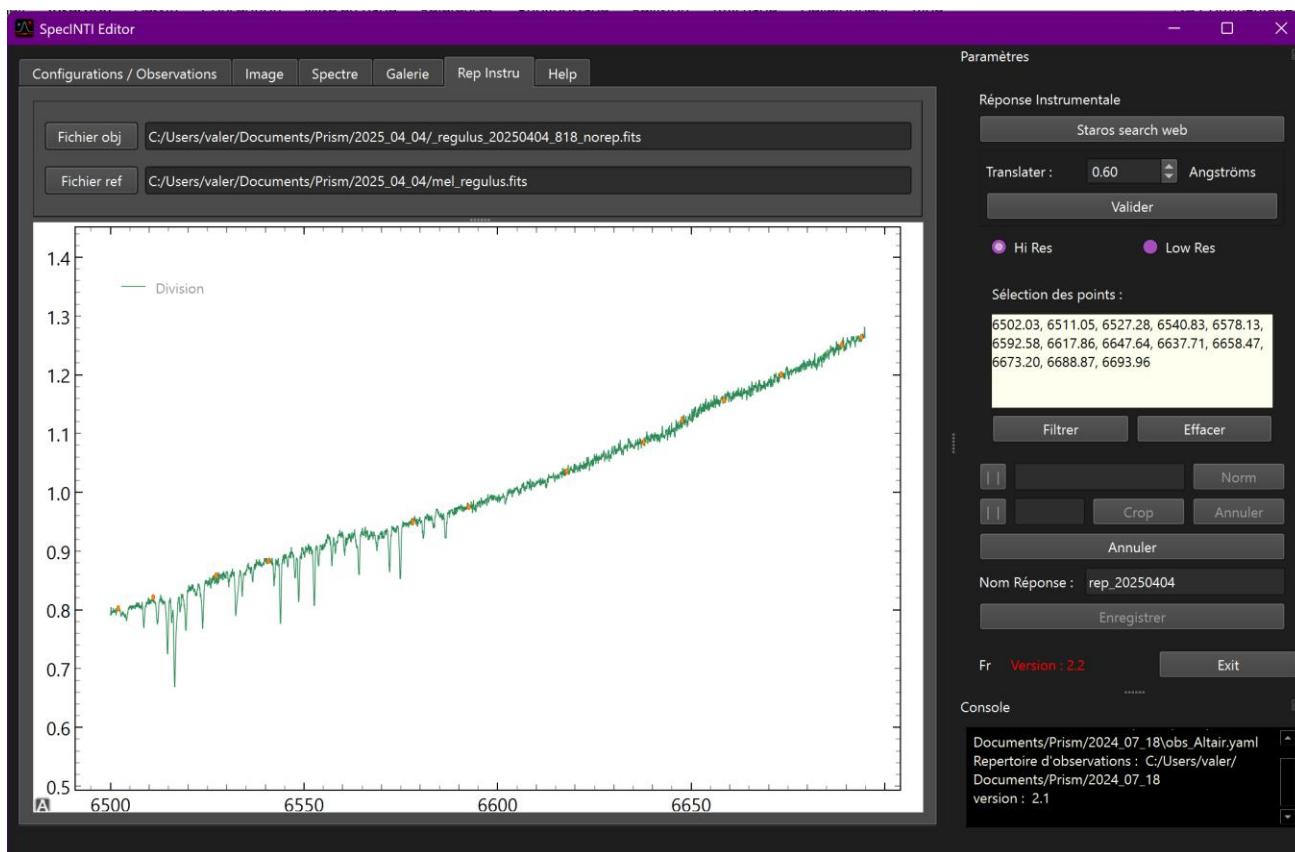 SpecINTI Editor
Configurations / Observations Image Spectre Galerie Rep Instru Help
Fichier obj C:/Users/valer/Documents/Prism/2025_04_04/_regulus_20250404_818_norep.fits
Fichier ref C:/Users/valer/Documents/Prism/2025_04_04/mel_regulus.fits
Division
1.4
1.3
1.2
1.1
1.0
0.9
0.8
0.7
0.6
0.5
A 6500 6550 6600 6650
Paramètres
Réponse Instrumentale
Staros search web
Translater : 0.60 Angströms
Valider
Hi Res Low Res
Sélection des points :
6502.03, 6511.05, 6527.28, 6540.83, 6578.13,
6592.58, 6617.86, 6647.64, 6637.71, 6658.47,
6673.20, 6688.87, 6693.96
Filtrer Effacer
| | Norm
| | Crop Annuler
Annuler
Nom Réponse : rep_20250404
Enregistrer
Fr Version : 2.2 Exit
Console
Documents/Prism/2024_07_18\obs_Altair.yaml
Repertoire d'observations : C:/Users/valer/
Documents/Prism/2024_07_18
version : 2.1